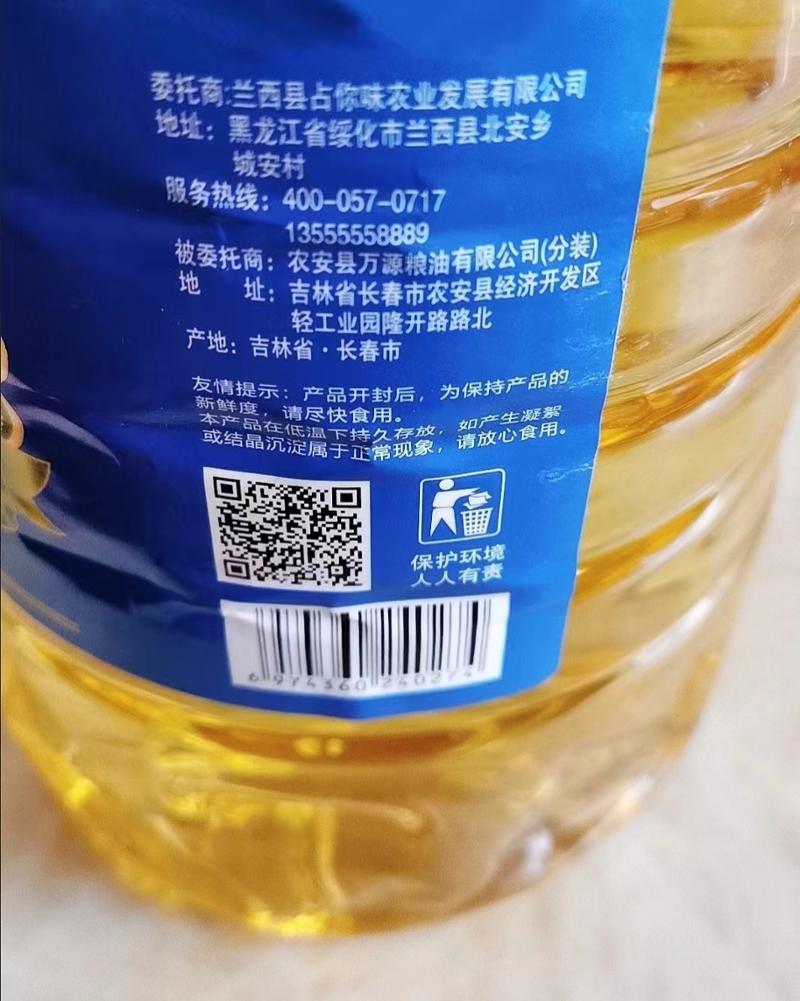 委托商:兰西县占你味农业发展有限公司
地址：黑龙江省绥化市兰西县北安乡
城安村
服务热线：400-057-0717
13555558889
被委托商：农安县万源粮油有限公司(分装)
地 址：吉林省长春市农安县经济开发区
轻工业园隆开路路北
产地：吉林省·长春市
友情提示：产品开封后，为保持产品的
新鲜度，请尽快食用。
本产品在低温下持久存放，如产生凝絮
或结晶沉淀属于正常现象，请放心食用。
保护环境
人人有责
6 974360 240274